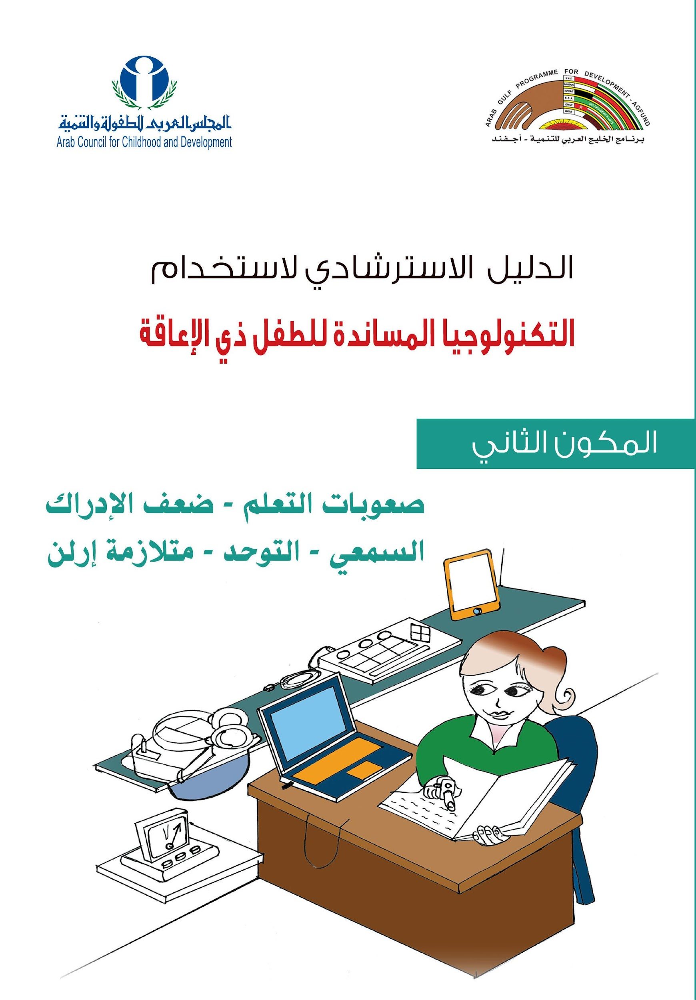 ARAB GULF PROGRAMME FOR DEVELOPMENT - AGFUND
U.A.E
BAHRAIN
KUWAIT
K.S.A
OMAN
QATAR
برنامج الخليج العربي للتنمية - أجفند
المجلس العربي للطفولة والتنمية
Arab Council for Childhood and Development
الدليل الاسترشادي لاستخدام
التكنولوجيا المساندة للطفل ذي الإعاقة
المكون الثاني
صعوبات التعلم - ضعف الإدراك
السمعي - التوحد - متلازمة إرلن